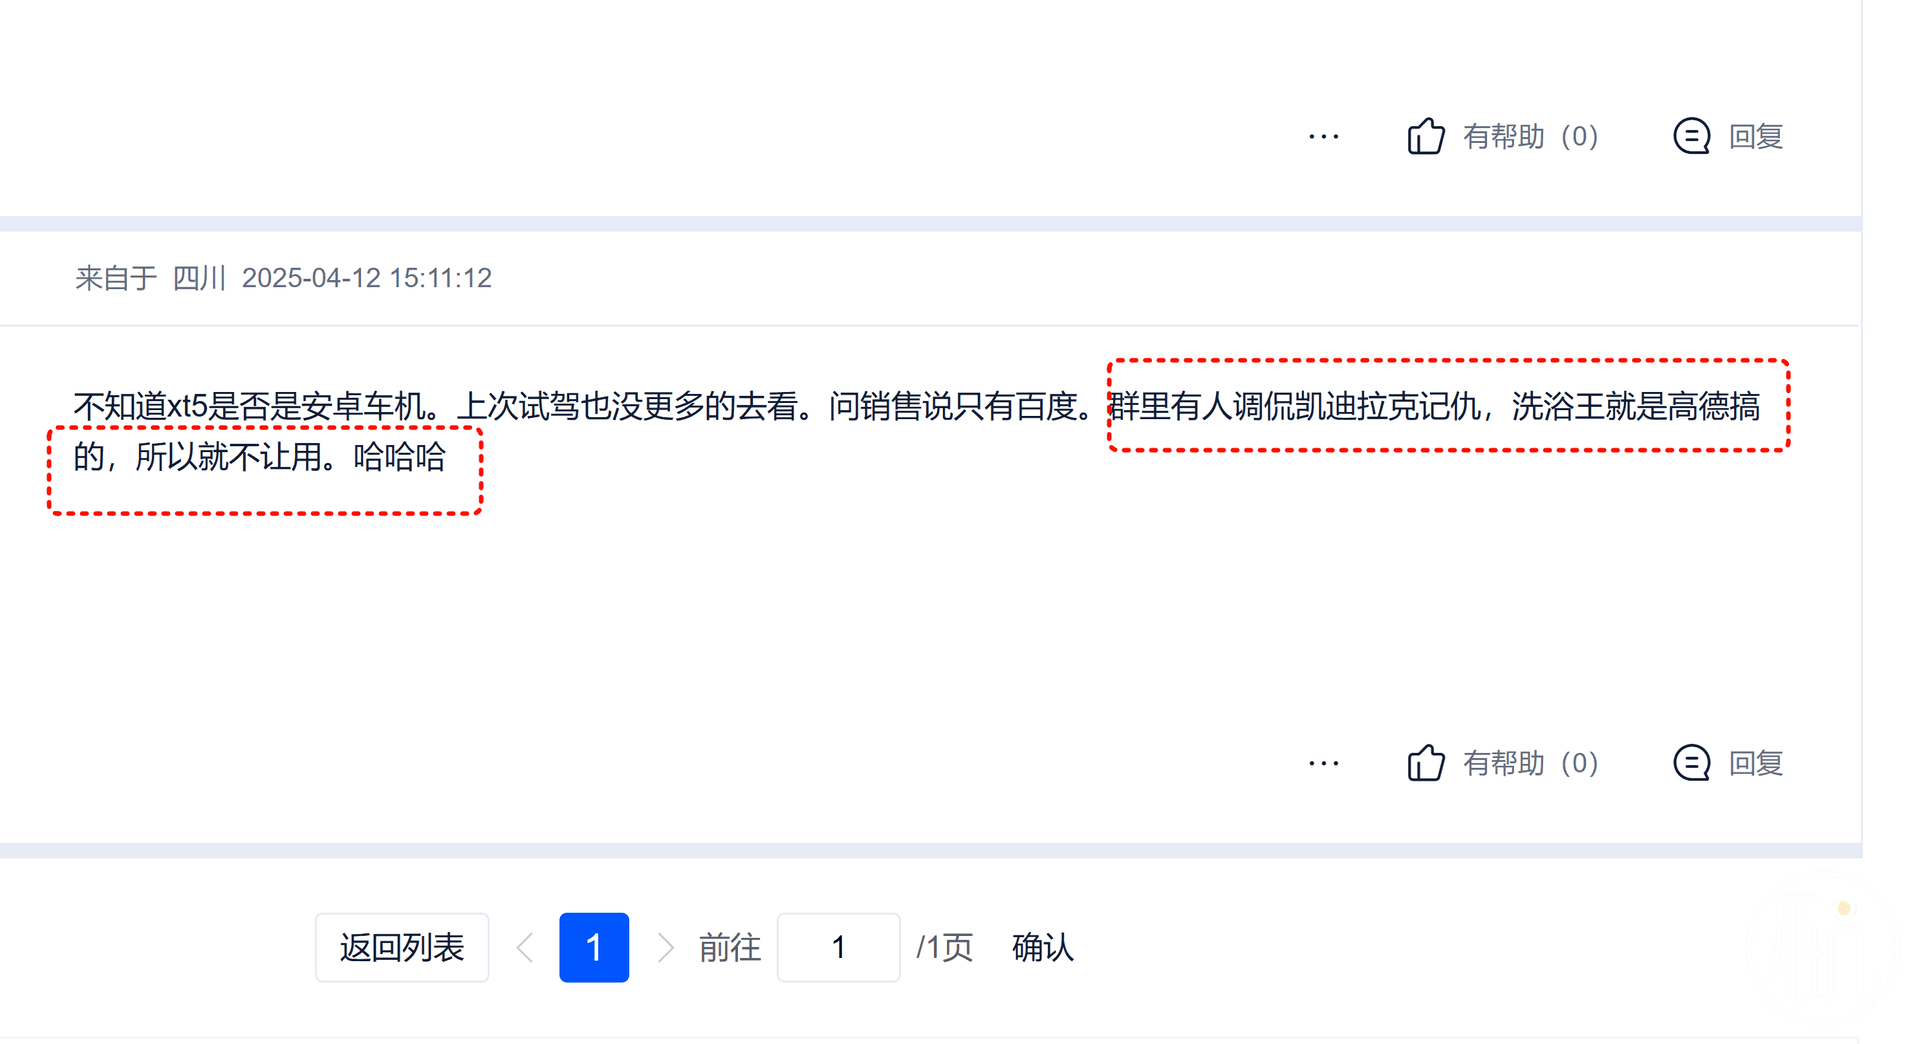 … 有帮助（0） 回复
来自于 四川 2025-04-12 15:11:12
不知道xt5是否是安卓车机。上次试驾也没更多的去看。问销售说只有百度。群里有人调侃凯迪拉克记仇，洗浴王就是高德搞
的，所以就不让用。哈哈哈
… 有帮助（0） 回复
返回列表 < 1 > 前往 1 /1页 确认